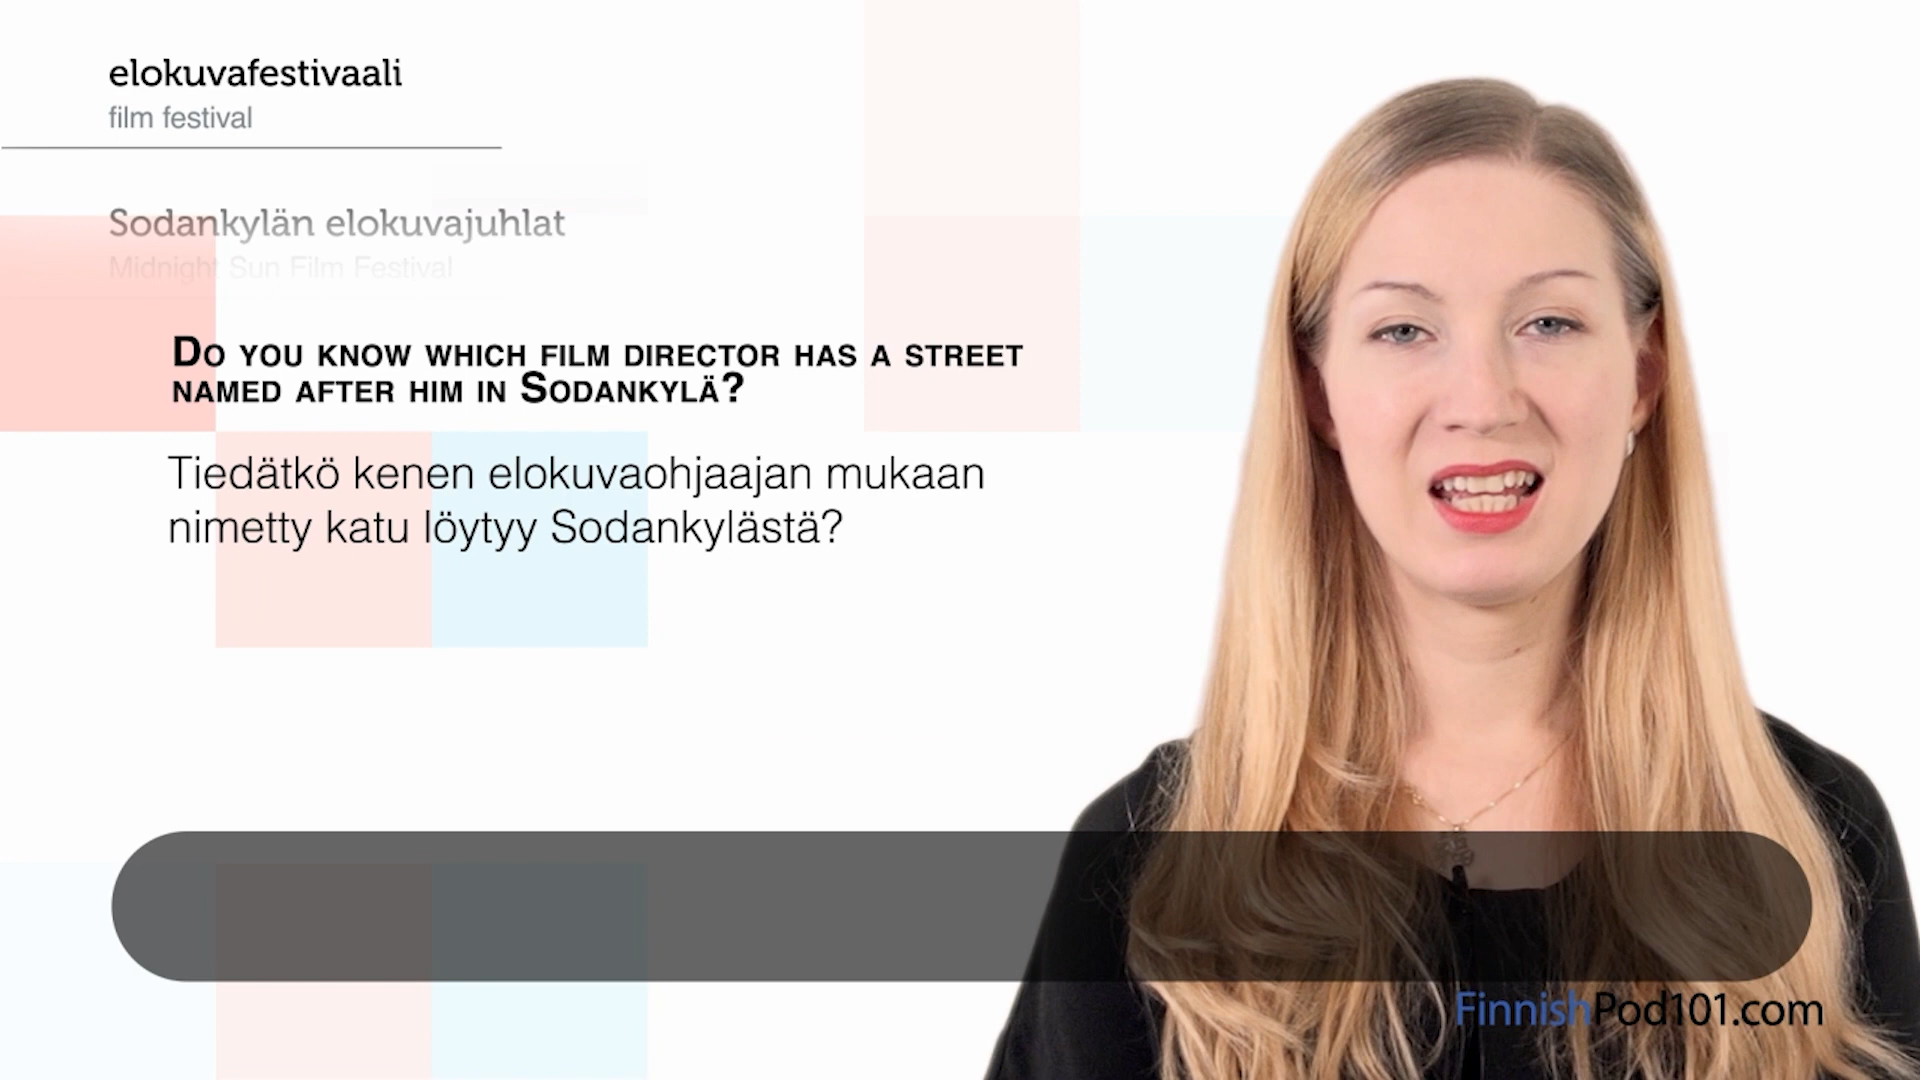 elokuvafestivaali
film festival
Sodankylän elokuvajuhlat
Midnight Sun Film Festival
Do you know which film director has a street
named after him in Sodankylä?
Tiedätkö kenen elokuvaohjaajan mukaan
nimetty katu löytyy Sodankylästä?
FinnishPod101.com